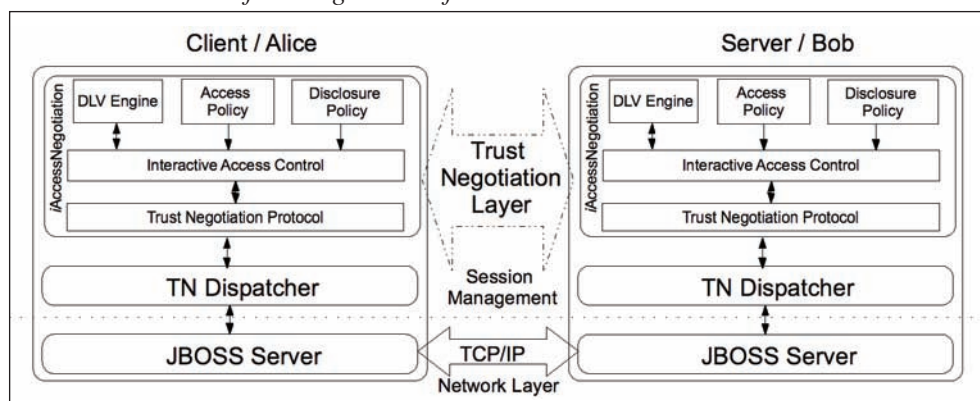 Client / Alice
Server / Bob
iAccessNegotiation
DLV Engine
Access
Policy
Disclosure
Policy
Interactive Access Control
Trust Negotiation Protocol
TN Dispatcher
JBOSS Server
Trust
Negotiation
Layer
Session
Management
TCP/IP
Network Layer
iAccessNegotiation
DLV Engine
Access
Policy
Disclosure
Policy
Interactive Access Control
Trust Negotiation Protocol
TN Dispatcher
JBOSS Server